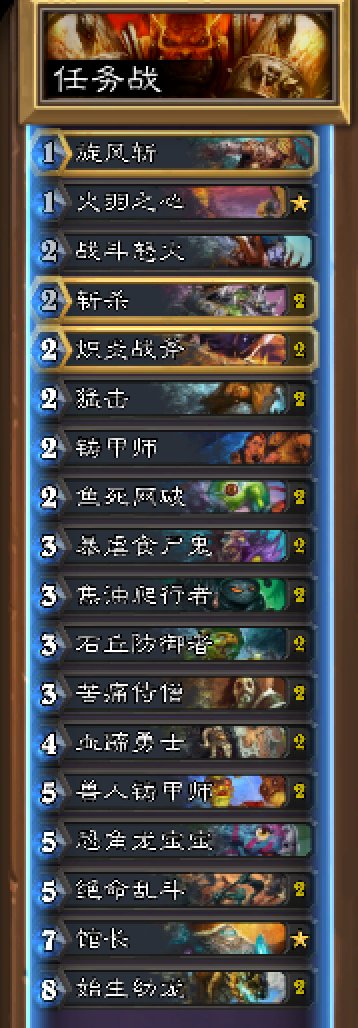 任务战
1 旋风斩
1 火羽之心 ★
2 战斗怒火
2 斩杀 2
2 炽炎战斧 2
2 猛击 2
2 铸甲师
2 鱼死网破 2
3 暴虐食尸鬼 2
3 焦油爬行者 2
3 石丘防御者 2
3 苦痛侍僧 2
4 血蹄勇士 2
5 兽人铸甲师 2
5 恐角龙宝宝
5 绝命乱斗 2
7 馆长 ★
8 始生幼龙 2